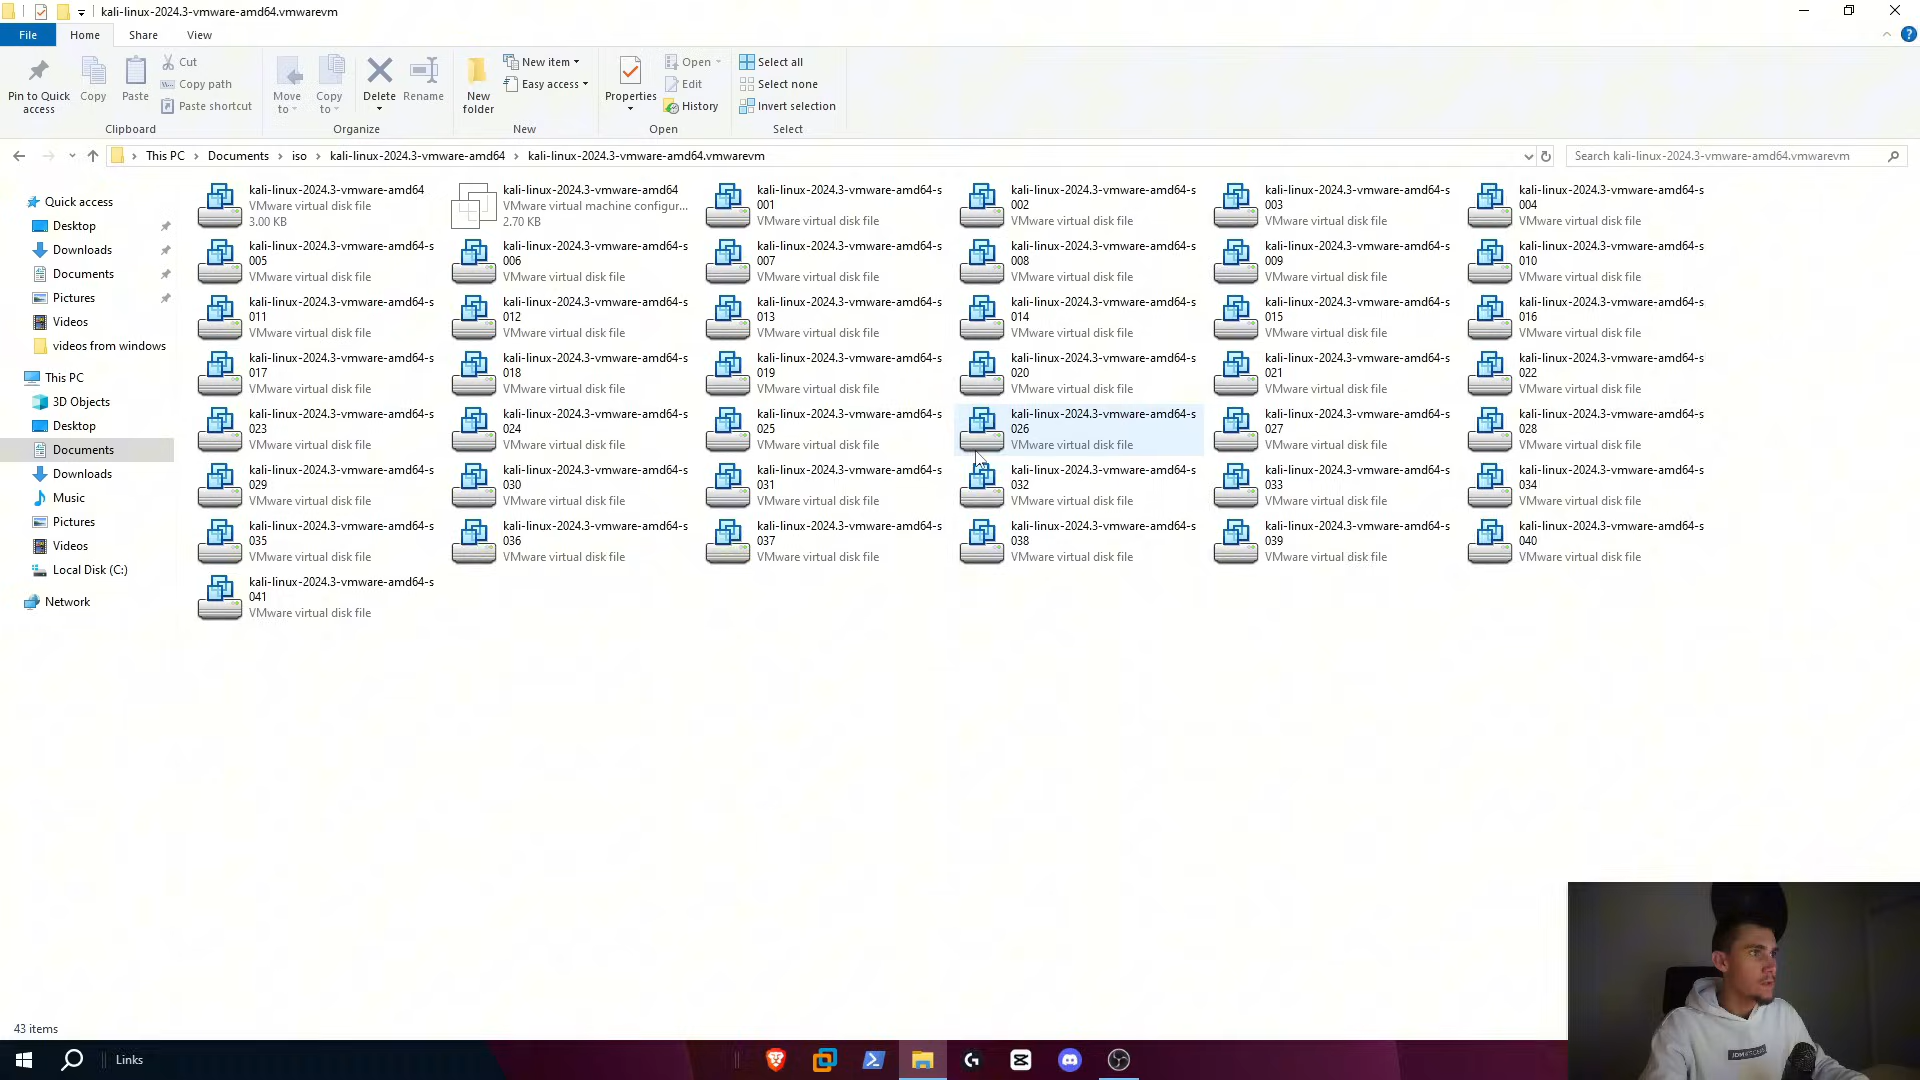 kali-linux-2024.3-vmware-amd64.vmwarevm
File Home Share View
Pin to Quick access
Copy
Paste
Cut
Copy path
Paste shortcut
Clipboard
Move to
Copy to
Delete
Rename
Organize
New folder
New item
Easy access
New
Properties
Open
Edit
History
Open
Select all
Select none
Invert selection
Select
This PC > Documents > iso > kali-linux-2024.3-vmware-amd64 > kali-linux-2024.3-vmware-amd64.vmwarevm
Search kali-linux-2024.3-vmware-amd64.vmwarevm
Quick access
Desktop
Downloads
Documents
Pictures
Videos
videos from windows
This PC
3D Objects
Desktop
Documents
Downloads
Music
Pictures
Videos
Local Disk (C:)
Network
kali-linux-2024.3-vmware-amd64
VMware virtual disk file
3.00 KB
kali-linux-2024.3-vmware-amd64
VMware virtual machine configur...
2.70 KB
kali-linux-2024.3-vmware-amd64-s
001
VMware virtual disk file
kali-linux-2024.3-vmware-amd64-s
002
VMware virtual disk file
kali-linux-2024.3-vmware-amd64-s
003
VMware virtual disk file
kali-linux-2024.3-vmware-amd64-s
004
VMware virtual disk file
kali-linux-2024.3-vmware-amd64-s
005
VMware virtual disk file
kali-linux-2024.3-vmware-amd64-s
006
VMware virtual disk file
kali-linux-2024.3-vmware-amd64-s
007
VMware virtual disk file
kali-linux-2024.3-vmware-amd64-s
008
VMware virtual disk file
kali-linux-2024.3-vmware-amd64-s
009
VMware virtual disk file
kali-linux-2024.3-vmware-amd64-s
010
VMware virtual disk file
kali-linux-2024.3-vmware-amd64-s
011
VMware virtual disk file
kali-linux-2024.3-vmware-amd64-s
012
VMware virtual disk file
kali-linux-2024.3-vmware-amd64-s
013
VMware virtual disk file
kali-linux-2024.3-vmware-amd64-s
014
VMware virtual disk file
kali-linux-2024.3-vmware-amd64-s
015
VMware virtual disk file
kali-linux-2024.3-vmware-amd64-s
016
VMware virtual disk file
kali-linux-2024.3-vmware-amd64-s
017
VMware virtual disk file
kali-linux-2024.3-vmware-amd64-s
018
VMware virtual disk file
kali-linux-2024.3-vmware-amd64-s
019
VMware virtual disk file
kali-linux-2024.3-vmware-amd64-s
020
VMware virtual disk file
kali-linux-2024.3-vmware-amd64-s
021
VMware virtual disk file
kali-linux-2024.3-vmware-amd64-s
022
VMware virtual disk file
kali-linux-2024.3-vmware-amd64-s
023
VMware virtual disk file
kali-linux-2024.3-vmware-amd64-s
024
VMware virtual disk file
kali-linux-2024.3-vmware-amd64-s
025
VMware virtual disk file
kali-linux-2024.3-vmware-amd64-s
026
VMware virtual disk file
kali-linux-2024.3-vmware-amd64-s
027
VMware virtual disk file
kali-linux-2024.3-vmware-amd64-s
028
VMware virtual disk file
kali-linux-2024.3-vmware-amd64-s
029
VMware virtual disk file
kali-linux-2024.3-vmware-amd64-s
030
VMware virtual disk file
kali-linux-2024.3-vmware-amd64-s
031
VMware virtual disk file
kali-linux-2024.3-vmware-amd64-s
032
VMware virtual disk file
kali-linux-2024.3-vmware-amd64-s
033
VMware virtual disk file
kali-linux-2024.3-vmware-amd64-s
034
VMware virtual disk file
kali-linux-2024.3-vmware-amd64-s
035
VMware virtual disk file
kali-linux-2024.3-vmware-amd64-s
036
VMware virtual disk file
kali-linux-2024.3-vmware-amd64-s
037
VMware virtual disk file
kali-linux-2024.3-vmware-amd64-s
038
VMware virtual disk file
kali-linux-2024.3-vmware-amd64-s
039
VMware virtual disk file
kali-linux-2024.3-vmware-amd64-s
040
VMware virtual disk file
kali-linux-2024.3-vmware-amd64-s
041
VMware virtual disk file
43 items
Links